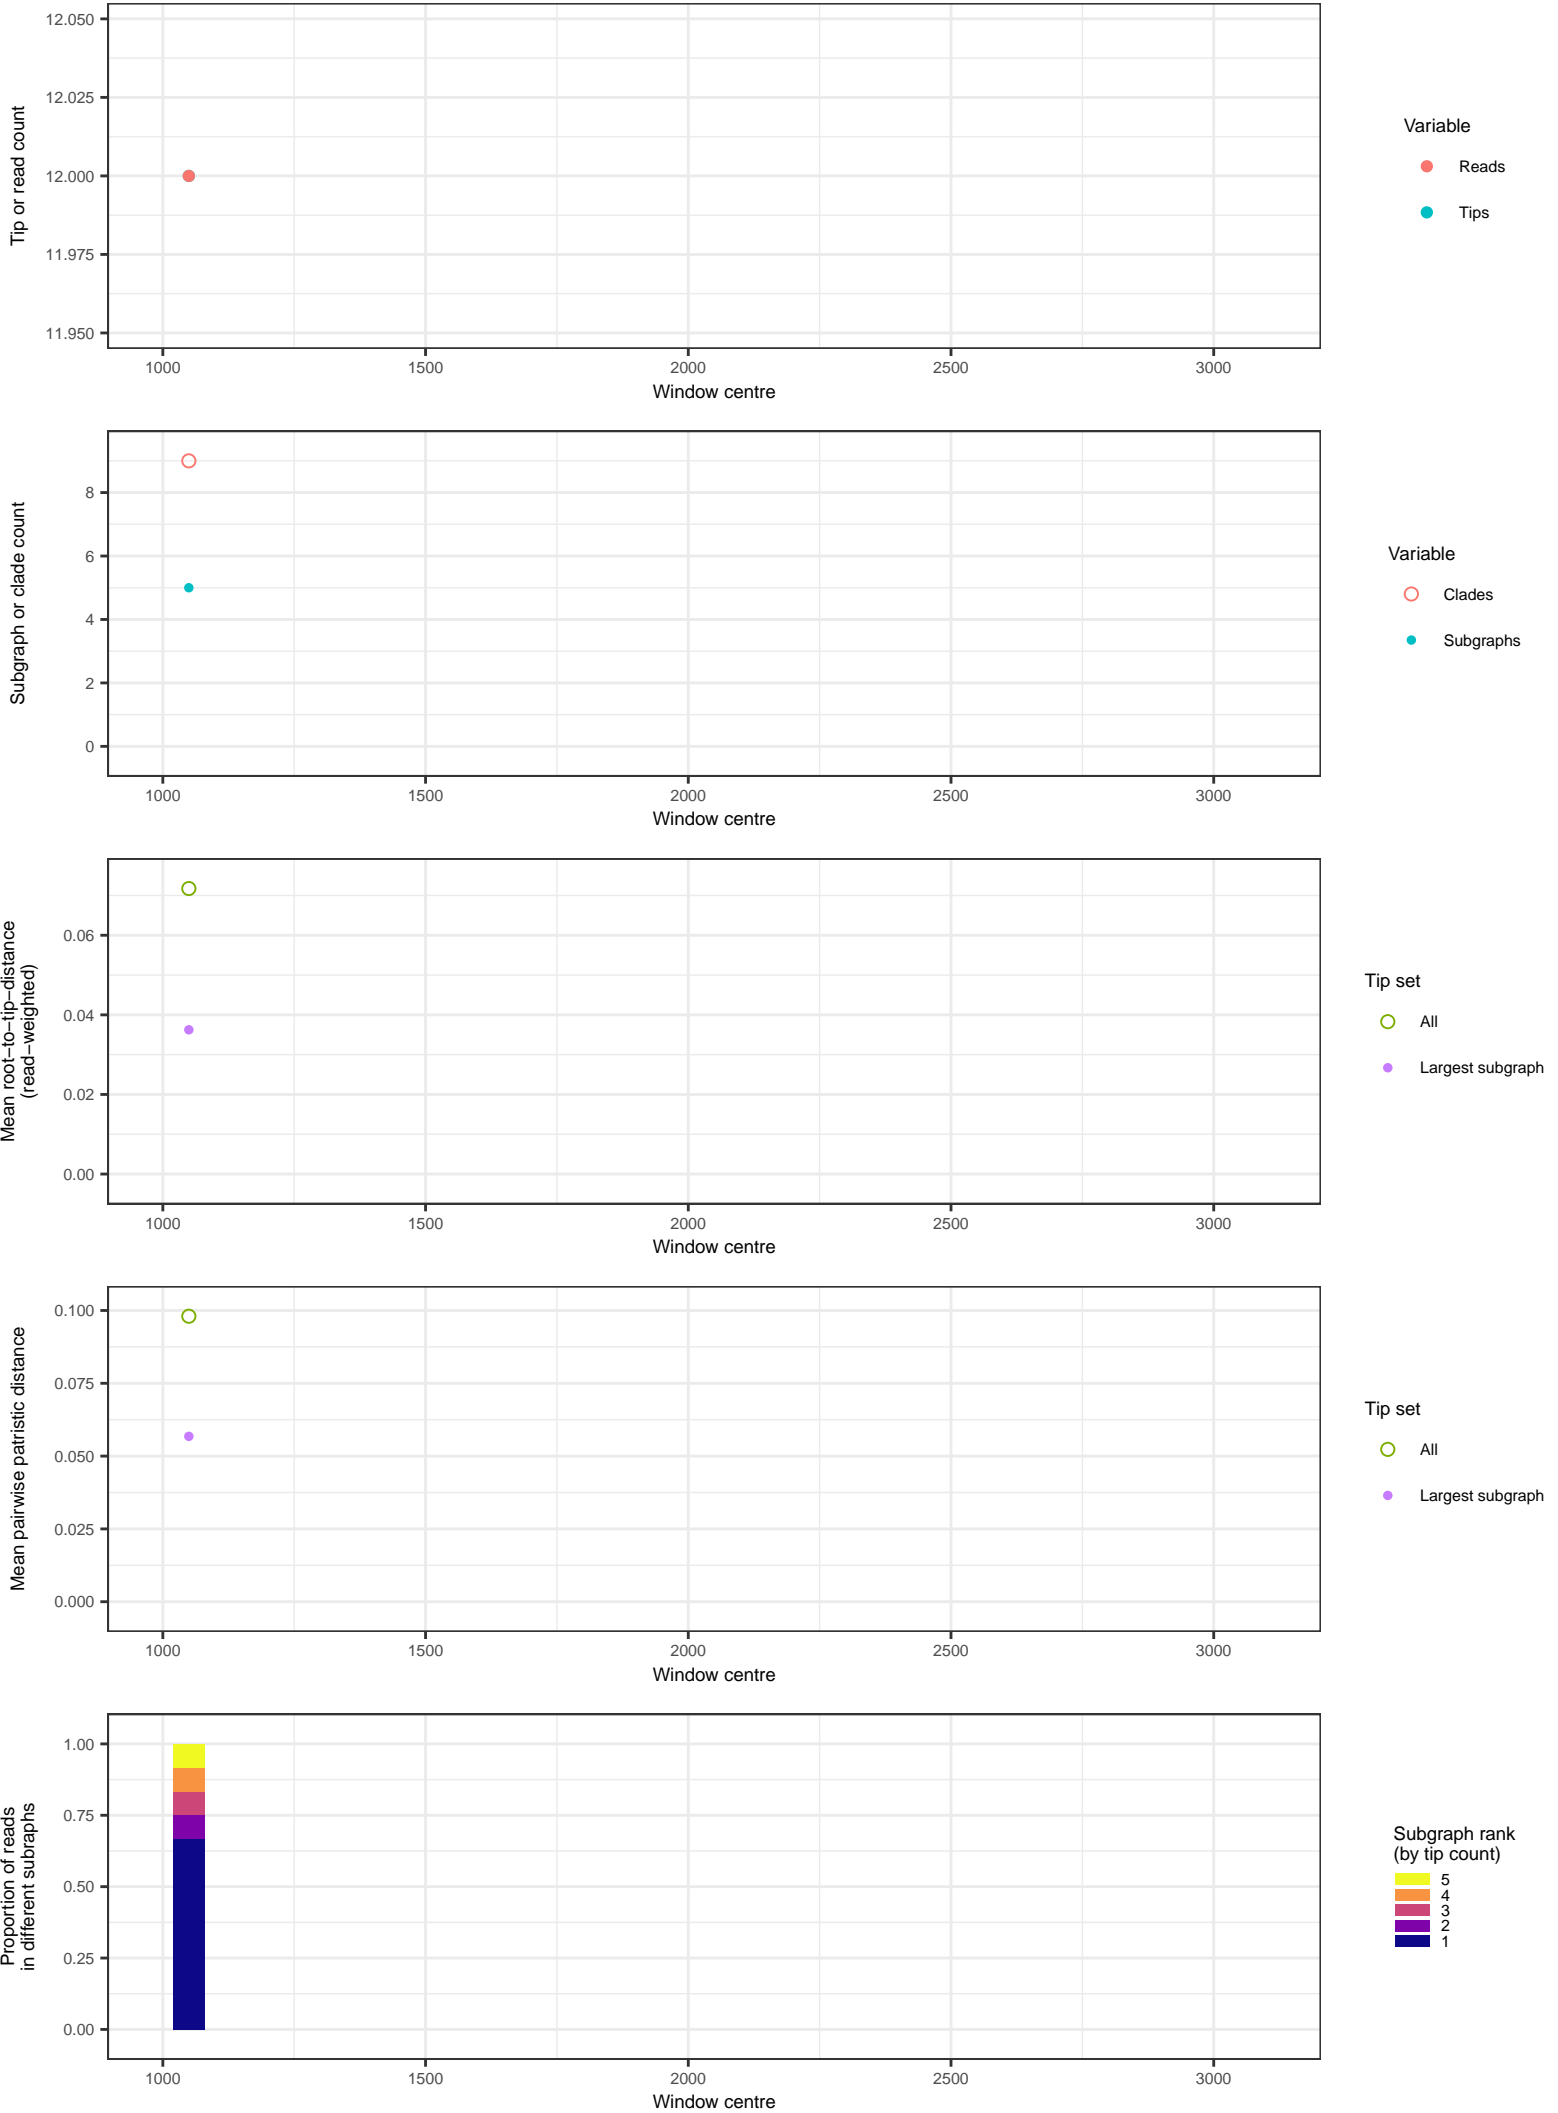 12.050
12.025
12.000
11.975
11.950
Tip or read count
1000 1500 2000 2500 3000
Window centre
Variable
Reads
Tips
8
6
4
2
0
Subgraph or clade count
1000 1500 2000 2500 3000
Window centre
Variable
Clades
Subgraphs
0.06
0.04
0.02
0.00
Mean root−to−tip−distance
(read−weighted)
1000 1500 2000 2500 3000
Window centre
Tip set
All
Largest subgraph
0.100
0.075
0.050
0.025
0.000
Mean pairwise patristic distance
1000 1500 2000 2500 3000
Window centre
Tip set
All
Largest subgraph
1.00
0.75
0.50
0.25
0.00
Proportion of reads
in different subraphs
1000 1500 2000 2500 3000
Window centre
Subgraph rank
(by tip count)
5
4
3
2
1